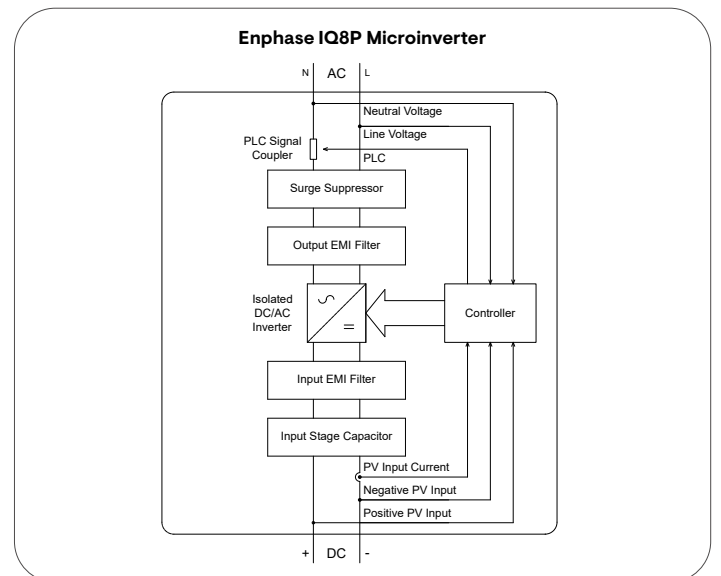 Enphase IQ8P Microinverter
N AC L
Neutral Voltage
Line Voltage
PLC Signal
Coupler
PLC
Surge Suppressor
Output EMI Filter
Isolated
DC/AC
Inverter
Controller
Input EMI Filter
Input Stage Capacitor
PV Input Current
Negative PV Input
Positive PV Input
+ DC -